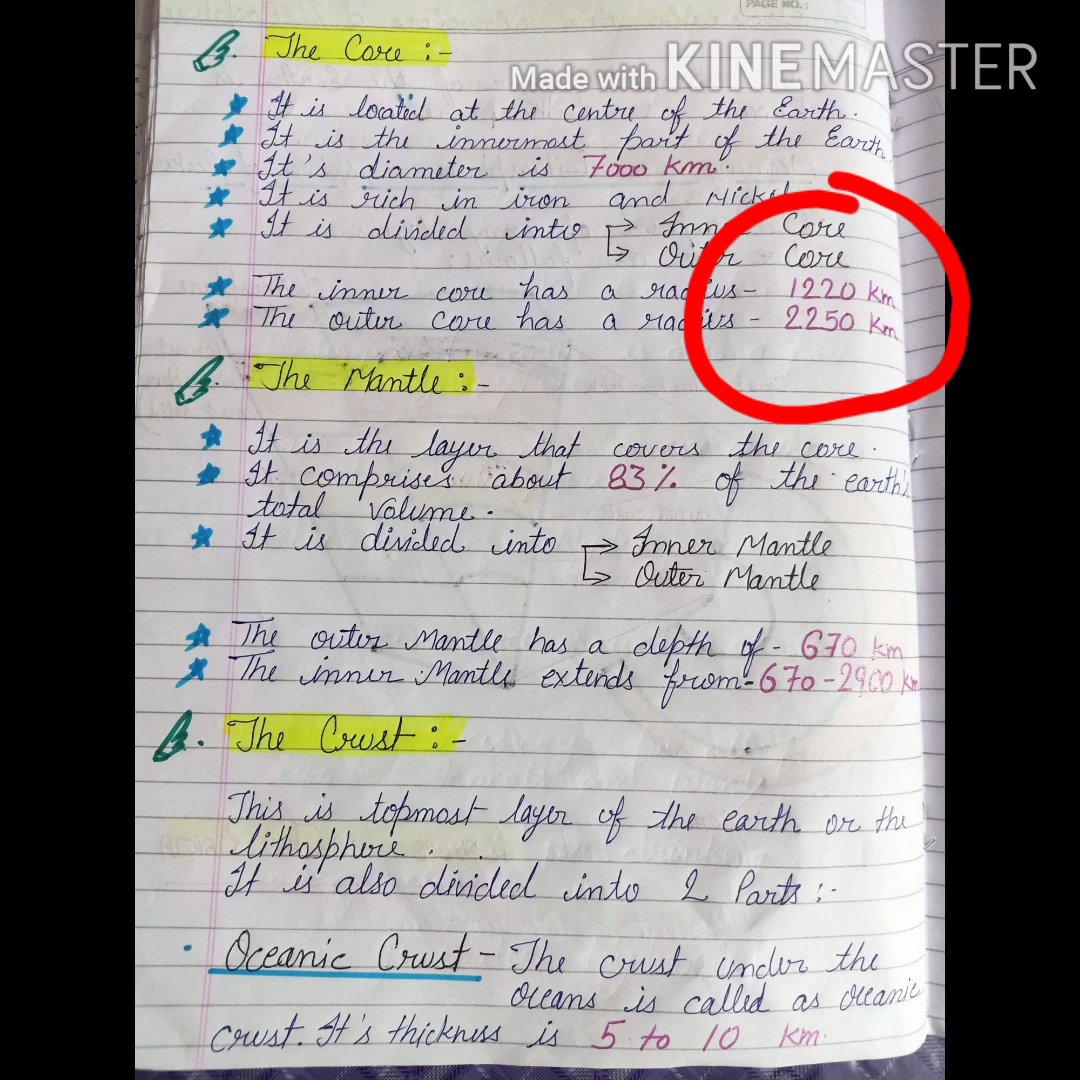 PAGE NO.:
Made with KINEMASTER
The Core :-
It is located at the centre of the Earth.
It is the innermost part of the Earth
It's diameter is 7000 km.
It is rich in iron and Nickel
It is divided into → Inner Core
↳ Outer Core
The inner core has a radius - 1220 km
The outer core has a radius - 2250 km
The Mantle :-
It is the layer that covers the core.
It comprises about 83% of the earth's
total volume.
It is divided into → Inner Mantle
↳ Outer Mantle
The outer Mantle has a depth of - 670 km
The inner Mantle extends from - 670 - 2900 km
The Crust :-
This is topmost layer of the earth or the
lithosphere.
It is also divided into 2 Parts :-
Oceanic Crust - The crust under the
oceans is called as oceanic
crust. It's thickness is 5 to 10 km.